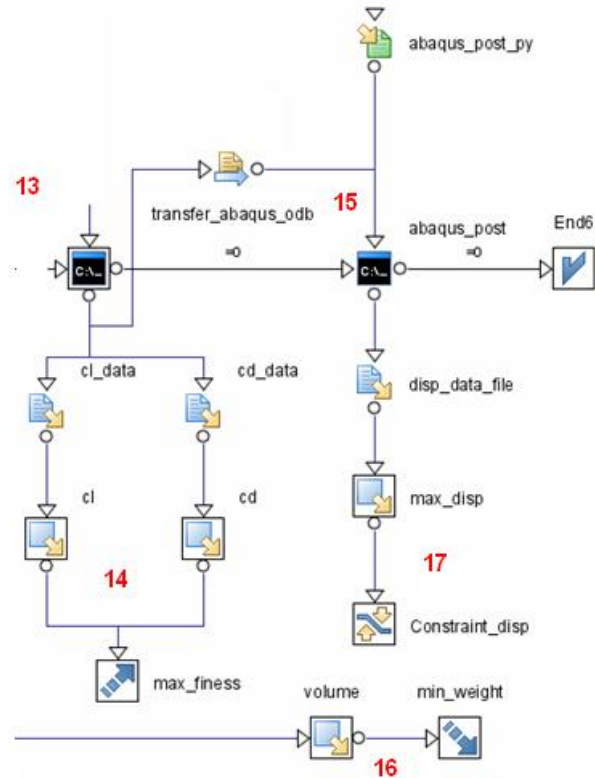 abaqus_post_py
13
transfer_abaqus_odb
15
abaqus_post
End6
=0
=0
C:\...
C:\...
cl_data
cd_data
disp_data_file
cl
cd
max_disp
14
17
Constraint_disp
max_finess
volume
min_weight
16